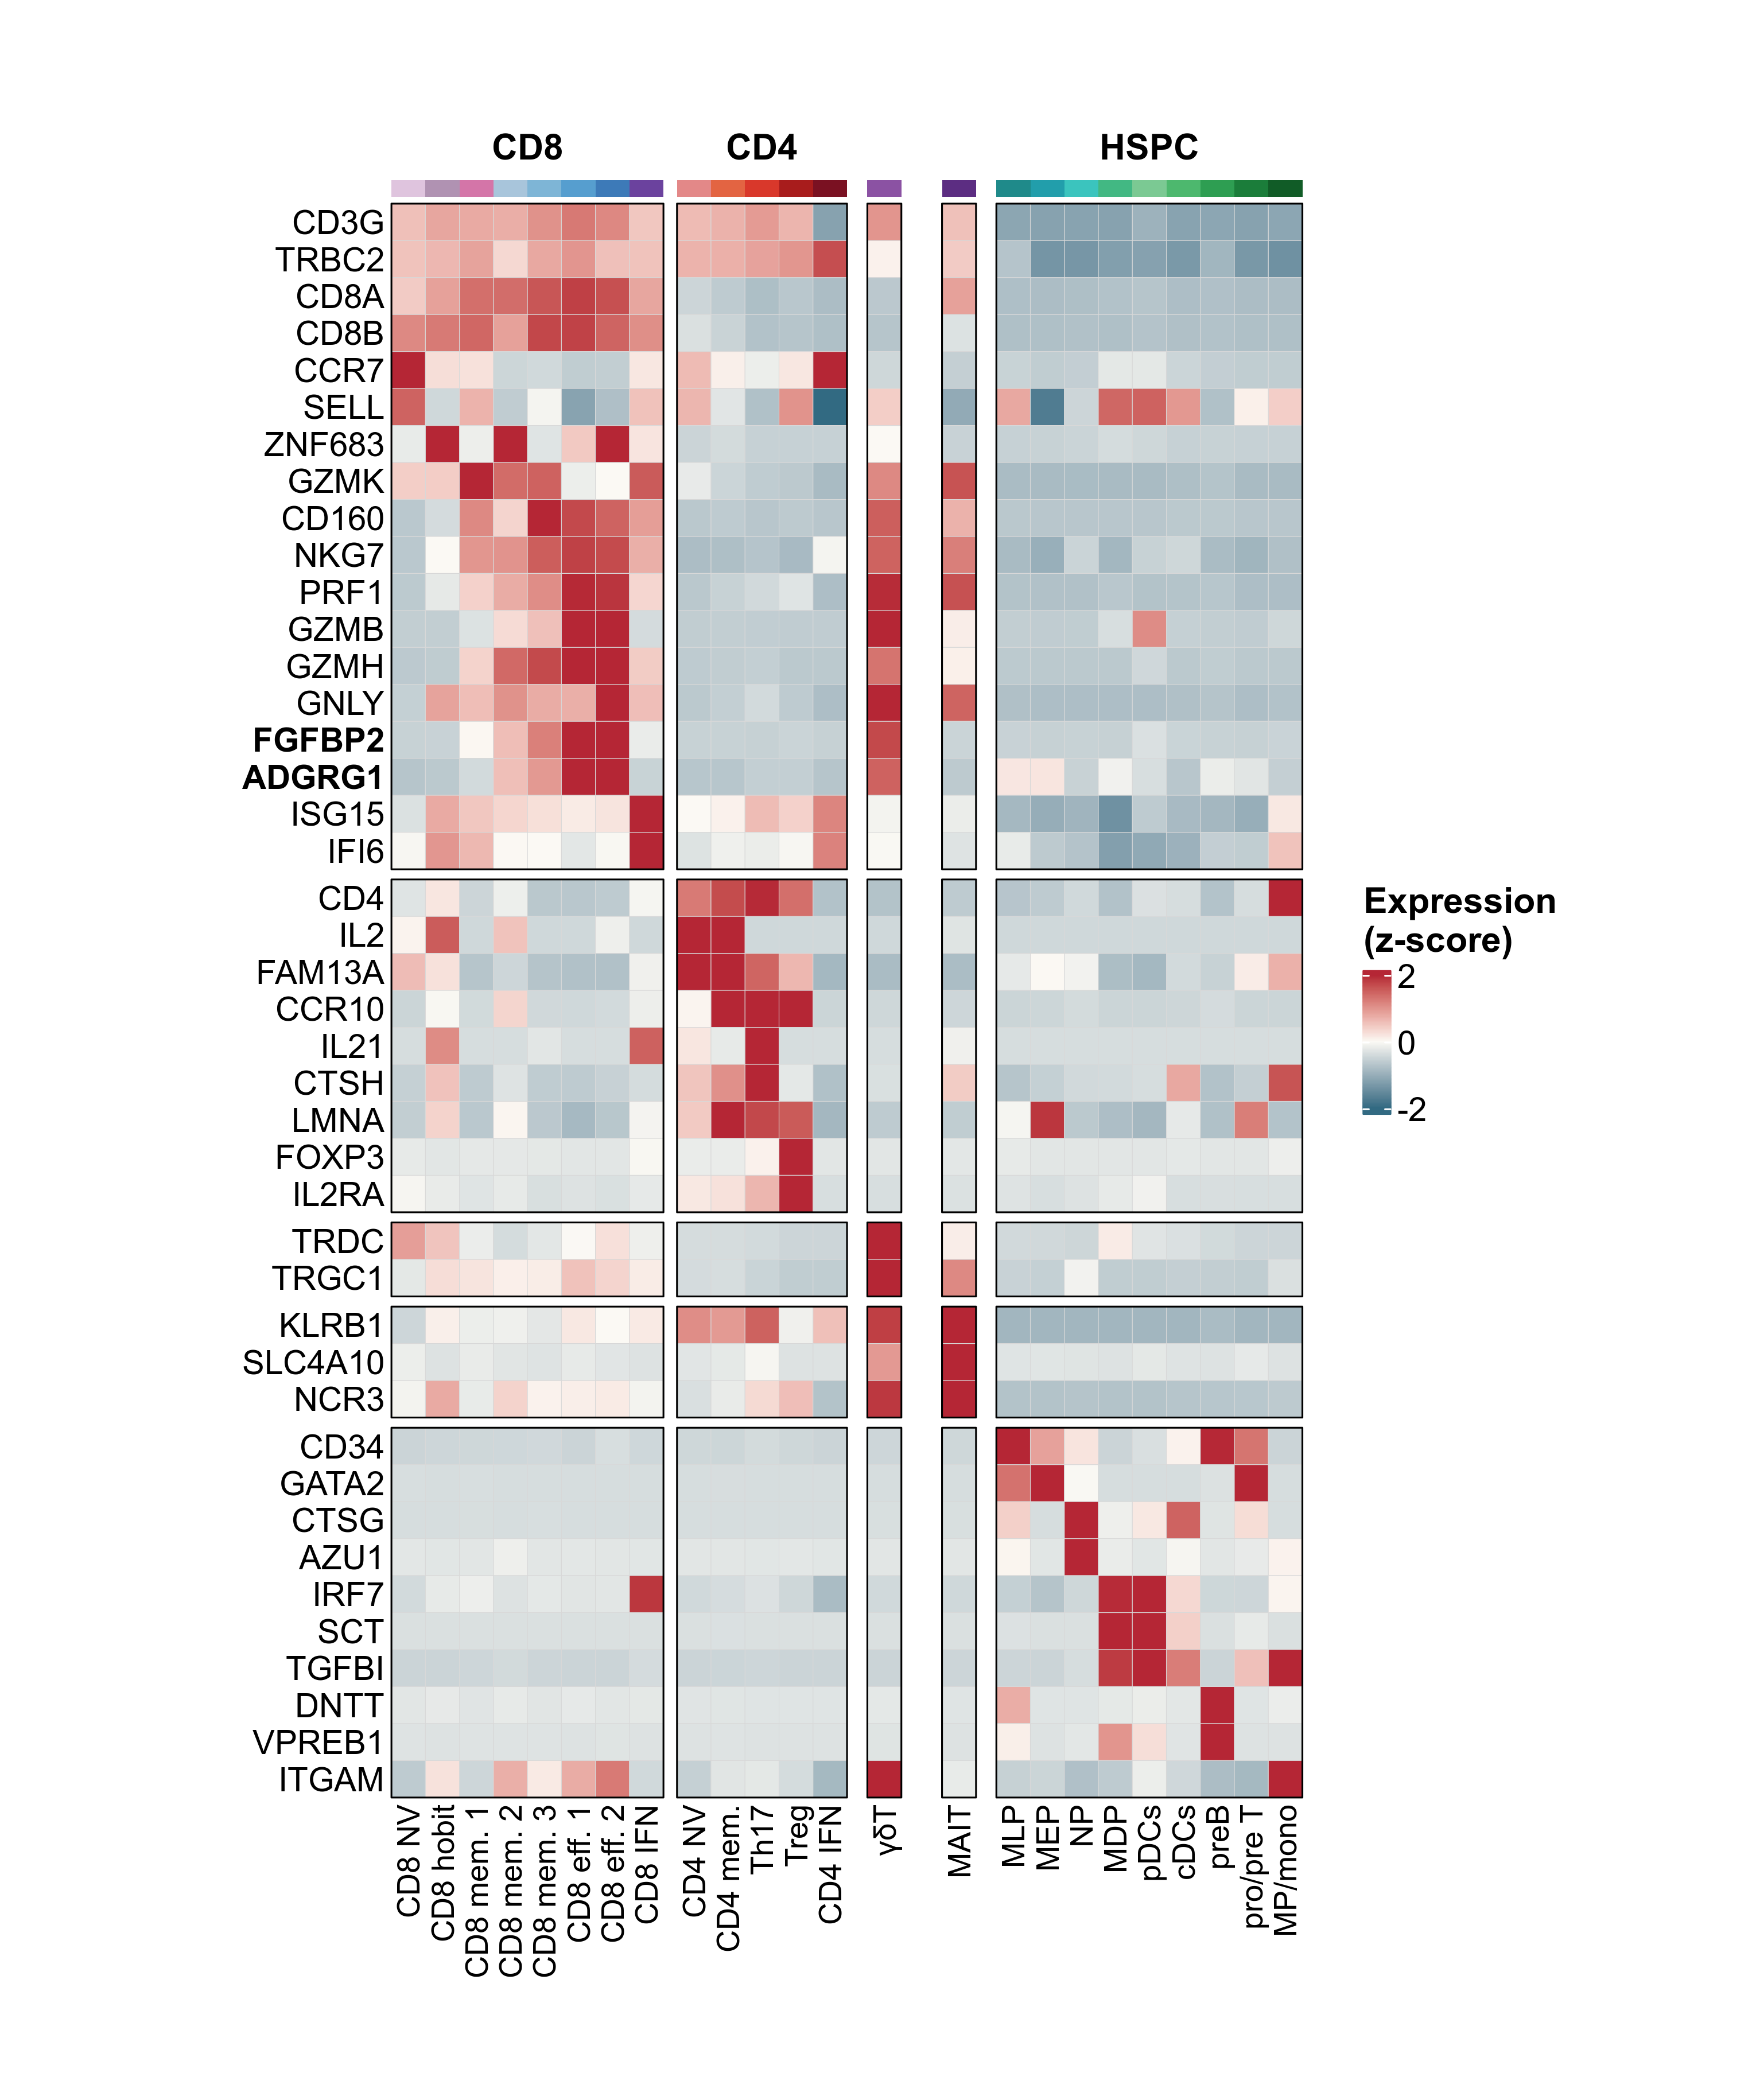 CD8 CD4 HSPC
CD3G
TRBC2
CD8A
CD8B
CCR7
SELL
ZNF683
GZMK
CD160
NKG7
PRF1
GZMB
GZMH
GNLY
FGFBP2
ADGRG1
ISG15
IFI6
CD4
IL2
FAM13A
CCR10
IL21
CTSH
LMNA
FOXP3
IL2RA
TRDC
TRGC1
KLRB1
SLC4A10
NCR3
CD34
GATA2
CTSG
AZU1
IRF7
SCT
TGFBI
DNTT
VPREB1
ITGAM
CD8 NV
CD8 hobit
CD8 mem. 1
CD8 mem. 2
CD8 mem. 3
CD8 eff. 1
CD8 eff. 2
CD8 IFN
CD4 NV
CD4 mem.
Th17
Treg
CD4 IFN
γδT
MAIT
MLP
MEP
NP
MDP
pDCs
cDCs
preB
pro/pre T
MP/mono
Expression
(z-score)
2
0
-2